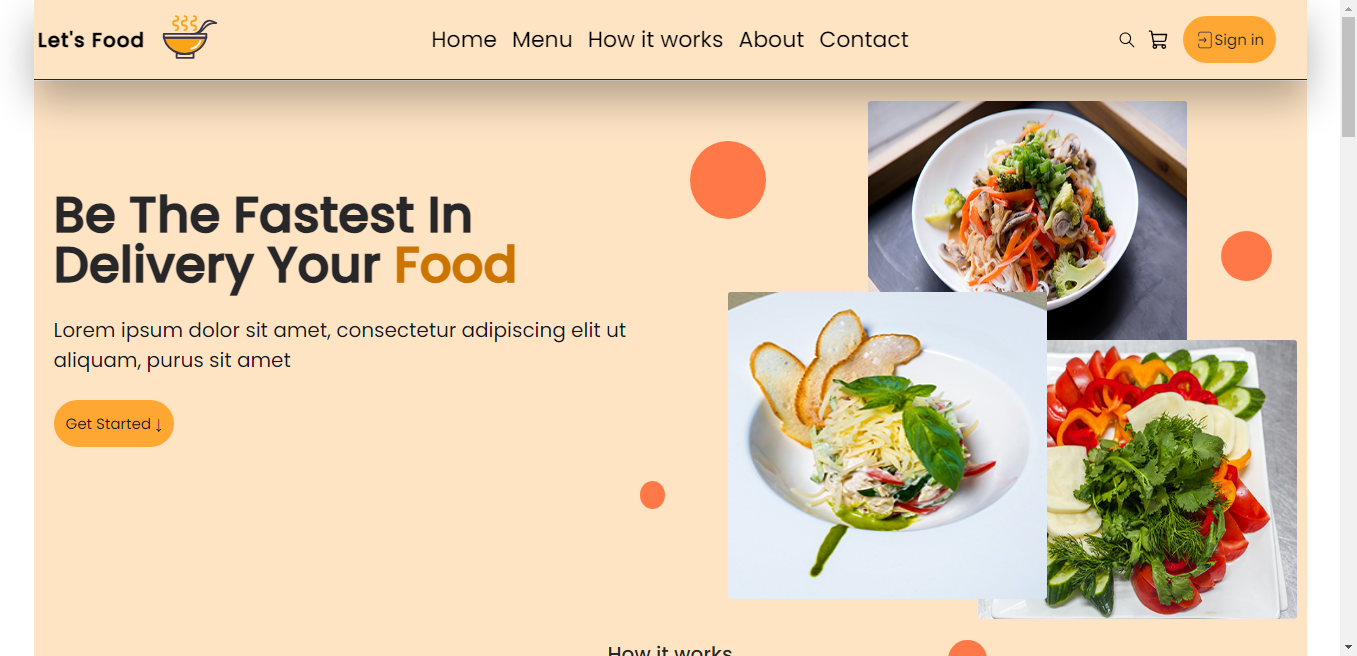 Let's Food
Home Menu How it works About Contact
Sign in
Be The Fastest In
Delivery Your Food
Lorem ipsum dolor sit amet, consectetur adipiscing elit ut
aliquam, purus sit amet
Get Started ↓
How it works